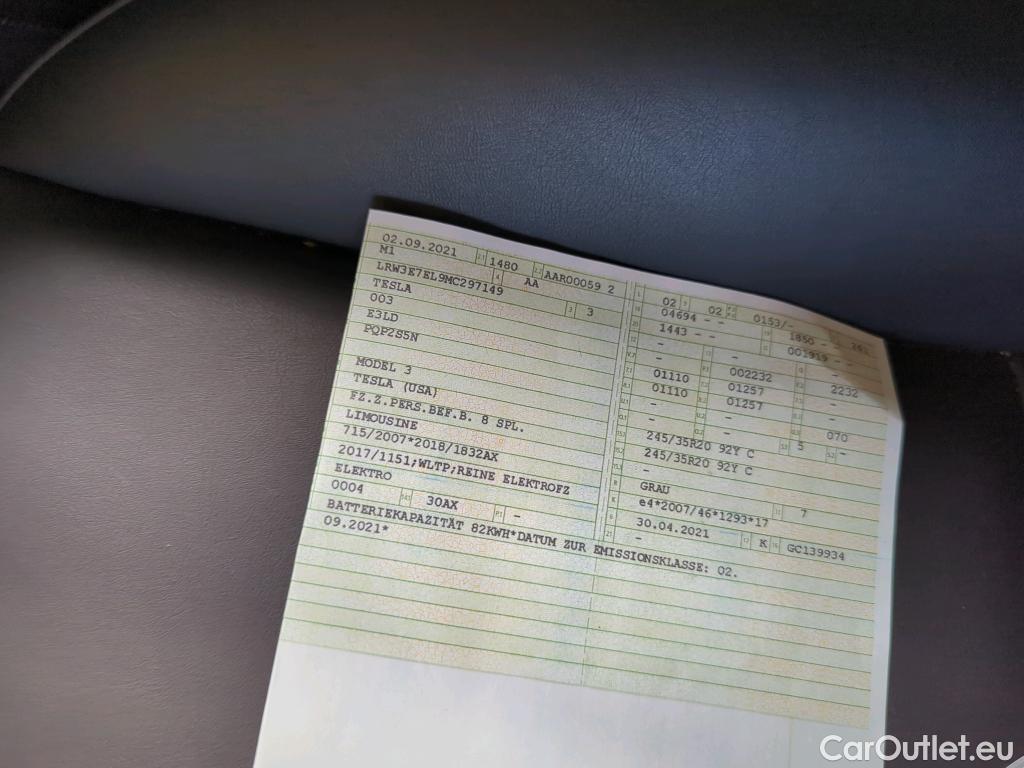 02.09.2021 1480 AAR00059 2
M1 AA
LRW3E7EL9MC297149 3
TESLA
003
E3LD
PQPZS5N
MODEL 3
TESLA (USA)
FZ.Z.PERS.BEF.B. 8 SPL.
LIMOUSINE
715/2007*2018/1832AX
2017/1151;WLTP;REINE ELEKTROFZ
ELEKTRO
0004 30AX -
BATTERIEKAPAZITÄT 82KWH*DATUM ZUR EMISSIONSKLASSE: 02.
09.2021*
02 02 0153/-
04694 - - 1850 -
1443 - - 001919 - -
- -
002232 2232
01110 01257 -
01110 01257 -
- - 070
- 5 -
245/35R20 92Y C
245/35R20 92Y C
-
GRAU 7
e4*2007/46*1293*17
30.04.2021 K GC139934
-
CarOutlet.eu